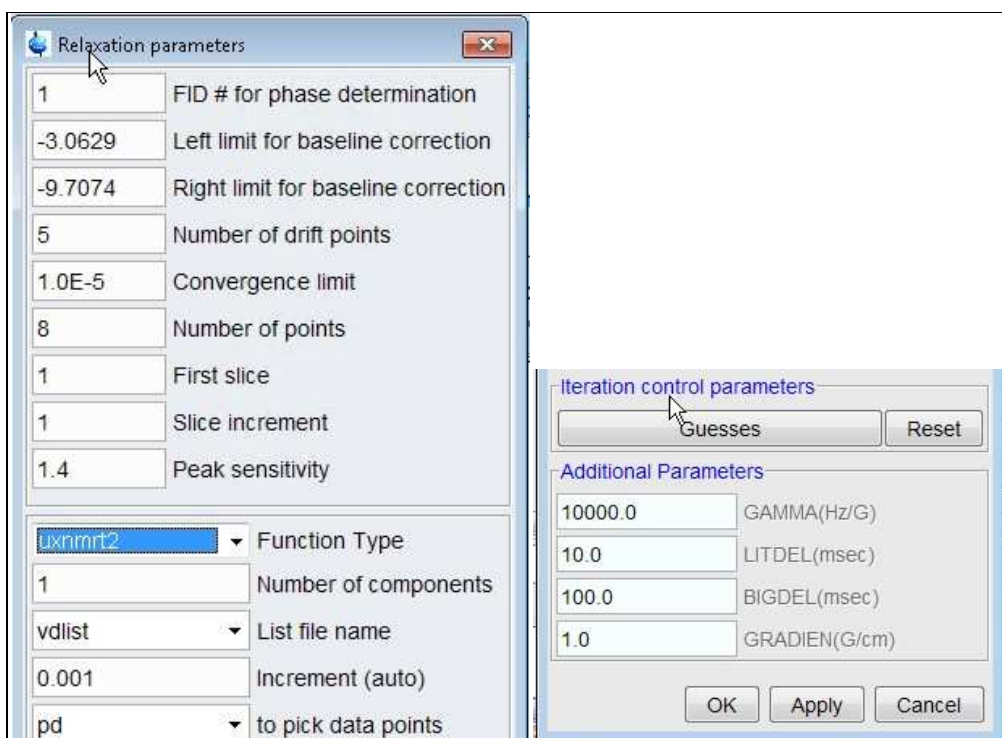 Relaxation parameters
1 FID # for phase determination
-3.0629 Left limit for baseline correction
-9.7074 Right limit for baseline correction
5 Number of drift points
1.0E-5 Convergence limit
8 Number of points
1 First slice
1 Slice increment
1.4 Peak sensitivity
uxnmrt2 Function Type
1 Number of components
vdlist List file name
0.001 Increment (auto)
pd to pick data points
Iteration control parameters
Guesses Reset
Additional Parameters
10000.0 GAMMA(Hz/G)
10.0 LITDEL(msec)
100.0 BIGDEL(msec)
1.0 GRADIEN(G/cm)
OK Apply Cancel